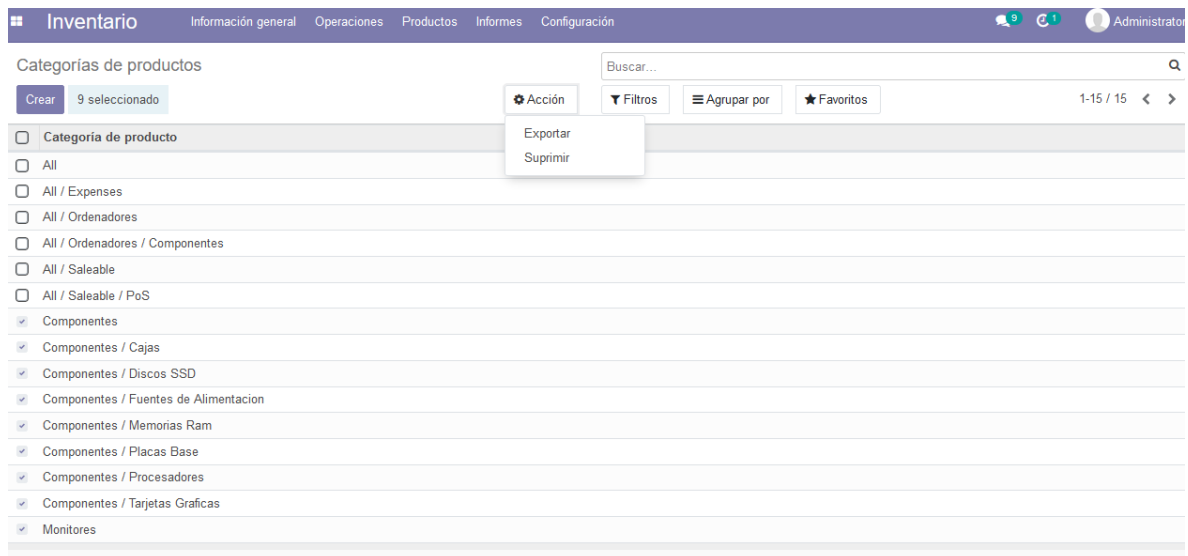 Inventario Información general Operaciones Productos Informes Configuración 9 1 Administrator
Categorías de productos Buscar...
Crear 9 seleccionado Acción Filtros Agrupar por Favoritos 1-15 / 15
Exportar
Suprimir
Categoría de producto
All
All / Expenses
All / Ordenadores
All / Ordenadores / Componentes
All / Saleable
All / Saleable / PoS
Componentes
Componentes / Cajas
Componentes / Discos SSD
Componentes / Fuentes de Alimentacion
Componentes / Memorias Ram
Componentes / Placas Base
Componentes / Procesadores
Componentes / Tarjetas Graficas
Monitores